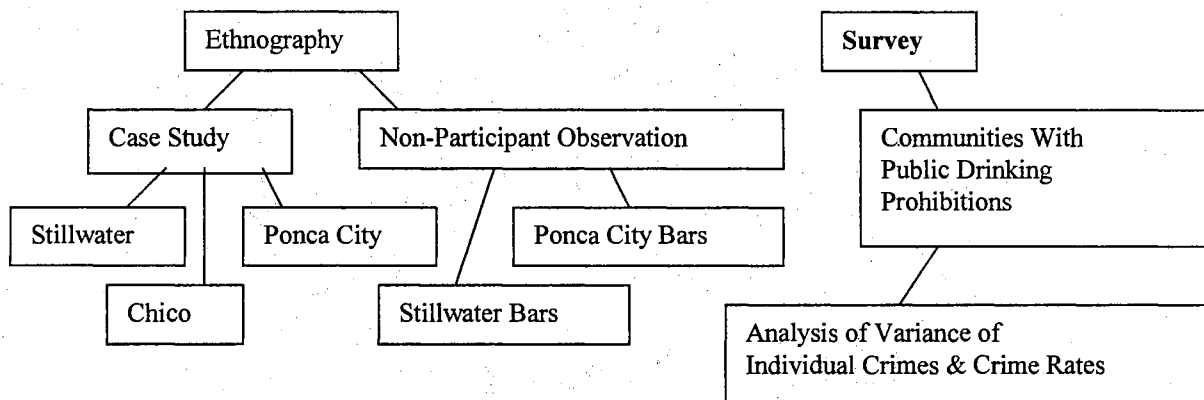 Ethnography
Survey
Case Study
Non-Participant Observation
Communities With
Public Drinking
Prohibitions
Stillwater
Ponca City
Ponca City Bars
Chico
Stillwater Bars
Analysis of Variance of
Individual Crimes & Crime Rates